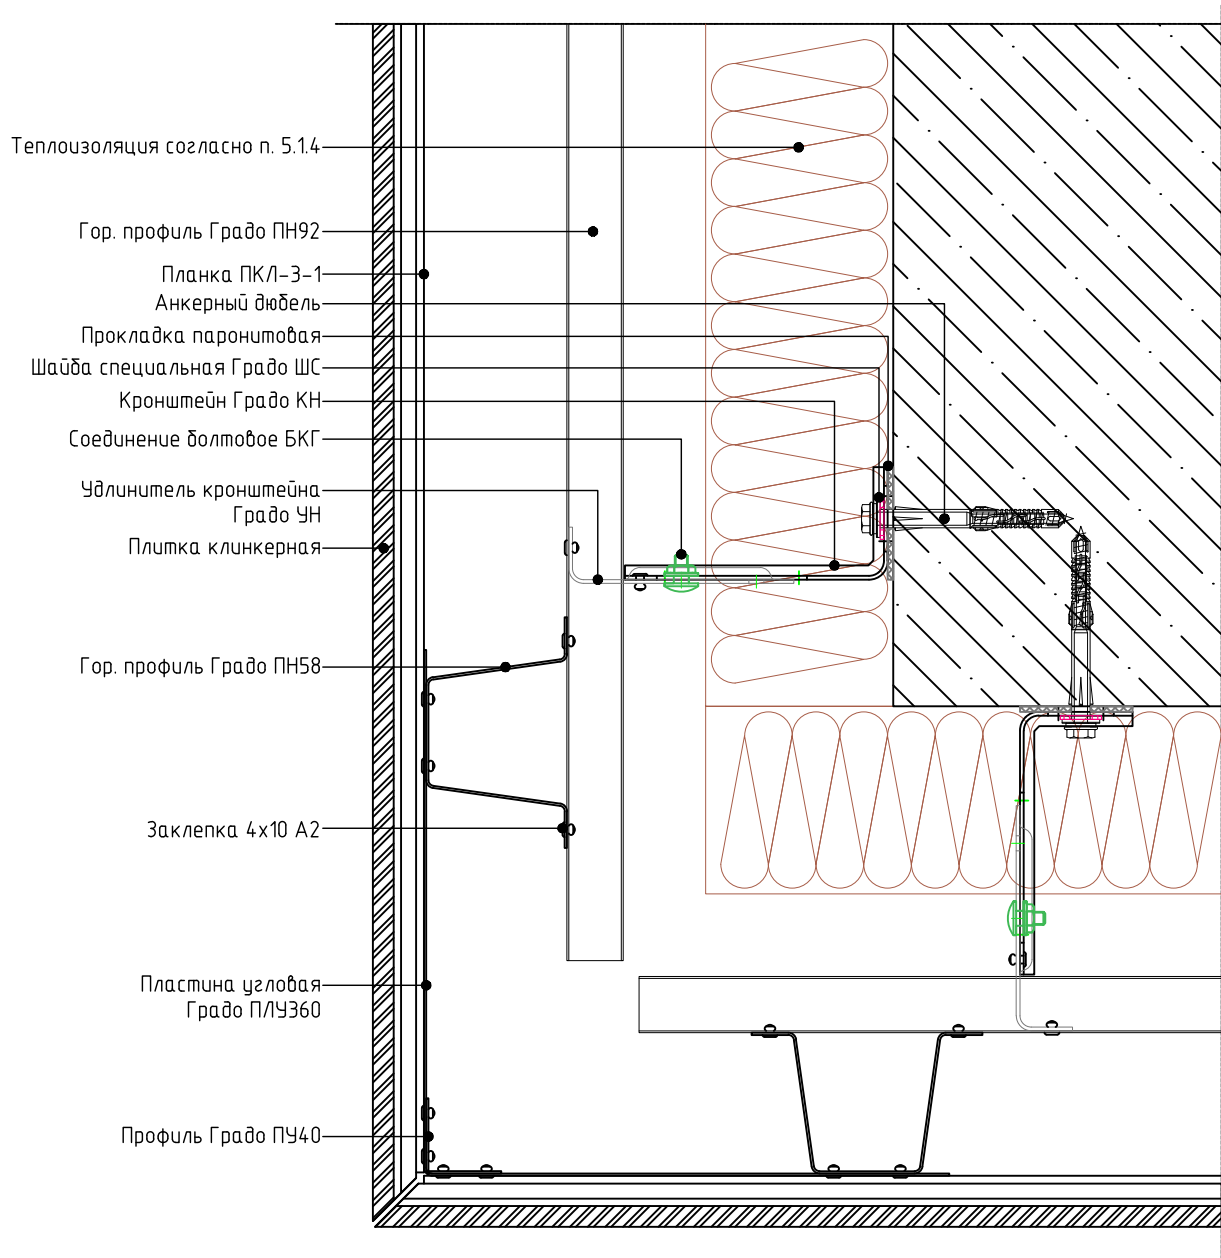 Теплоизоляция согласно п. 5.1.4
Гор. профиль Градо ПН92
Планка ПКЛ-3-1
Анкерный дюбель
Прокладка паронитовая
Шайба специальная Градо ШС
Кронштейн Градо КН
Соединение болтовое БКГ
Удлинитель кронштейна
Градо УН
Плитка клинкерная
Гор. профиль Градо ПН58
Заклепка 4х10 А2
Пластина угловая
Градо ПЛУ360
Профиль Градо ПУ40